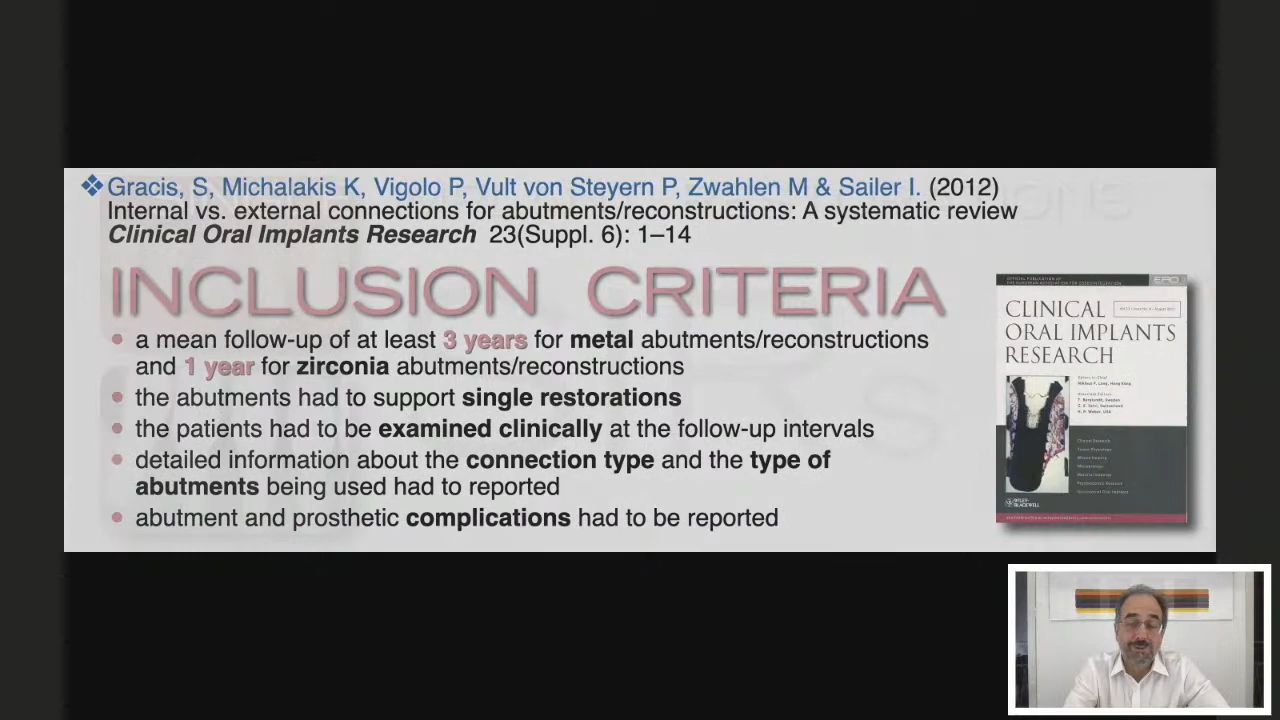 ❖Gracis, S, Michalakis K, Vigolo P, Vult von Steyern P, Zwahlen M & Sailer I. (2012)
Internal vs. external connections for abutments/reconstructions: A systematic review
Clinical Oral Implants Research 23(Suppl. 6): 1–14
INCLUSION CRITERIA
• a mean follow-up of at least 3 years for metal abutments/reconstructions
and 1 year for zirconia abutments/reconstructions
• the abutments had to support single restorations
• the patients had to be examined clinically at the follow-up intervals
• detailed information about the connection type and the type of
abutments being used had to reported
• abutment and prosthetic complications had to be reported
CLINICAL
ORAL IMPLANTS
RESEARCH